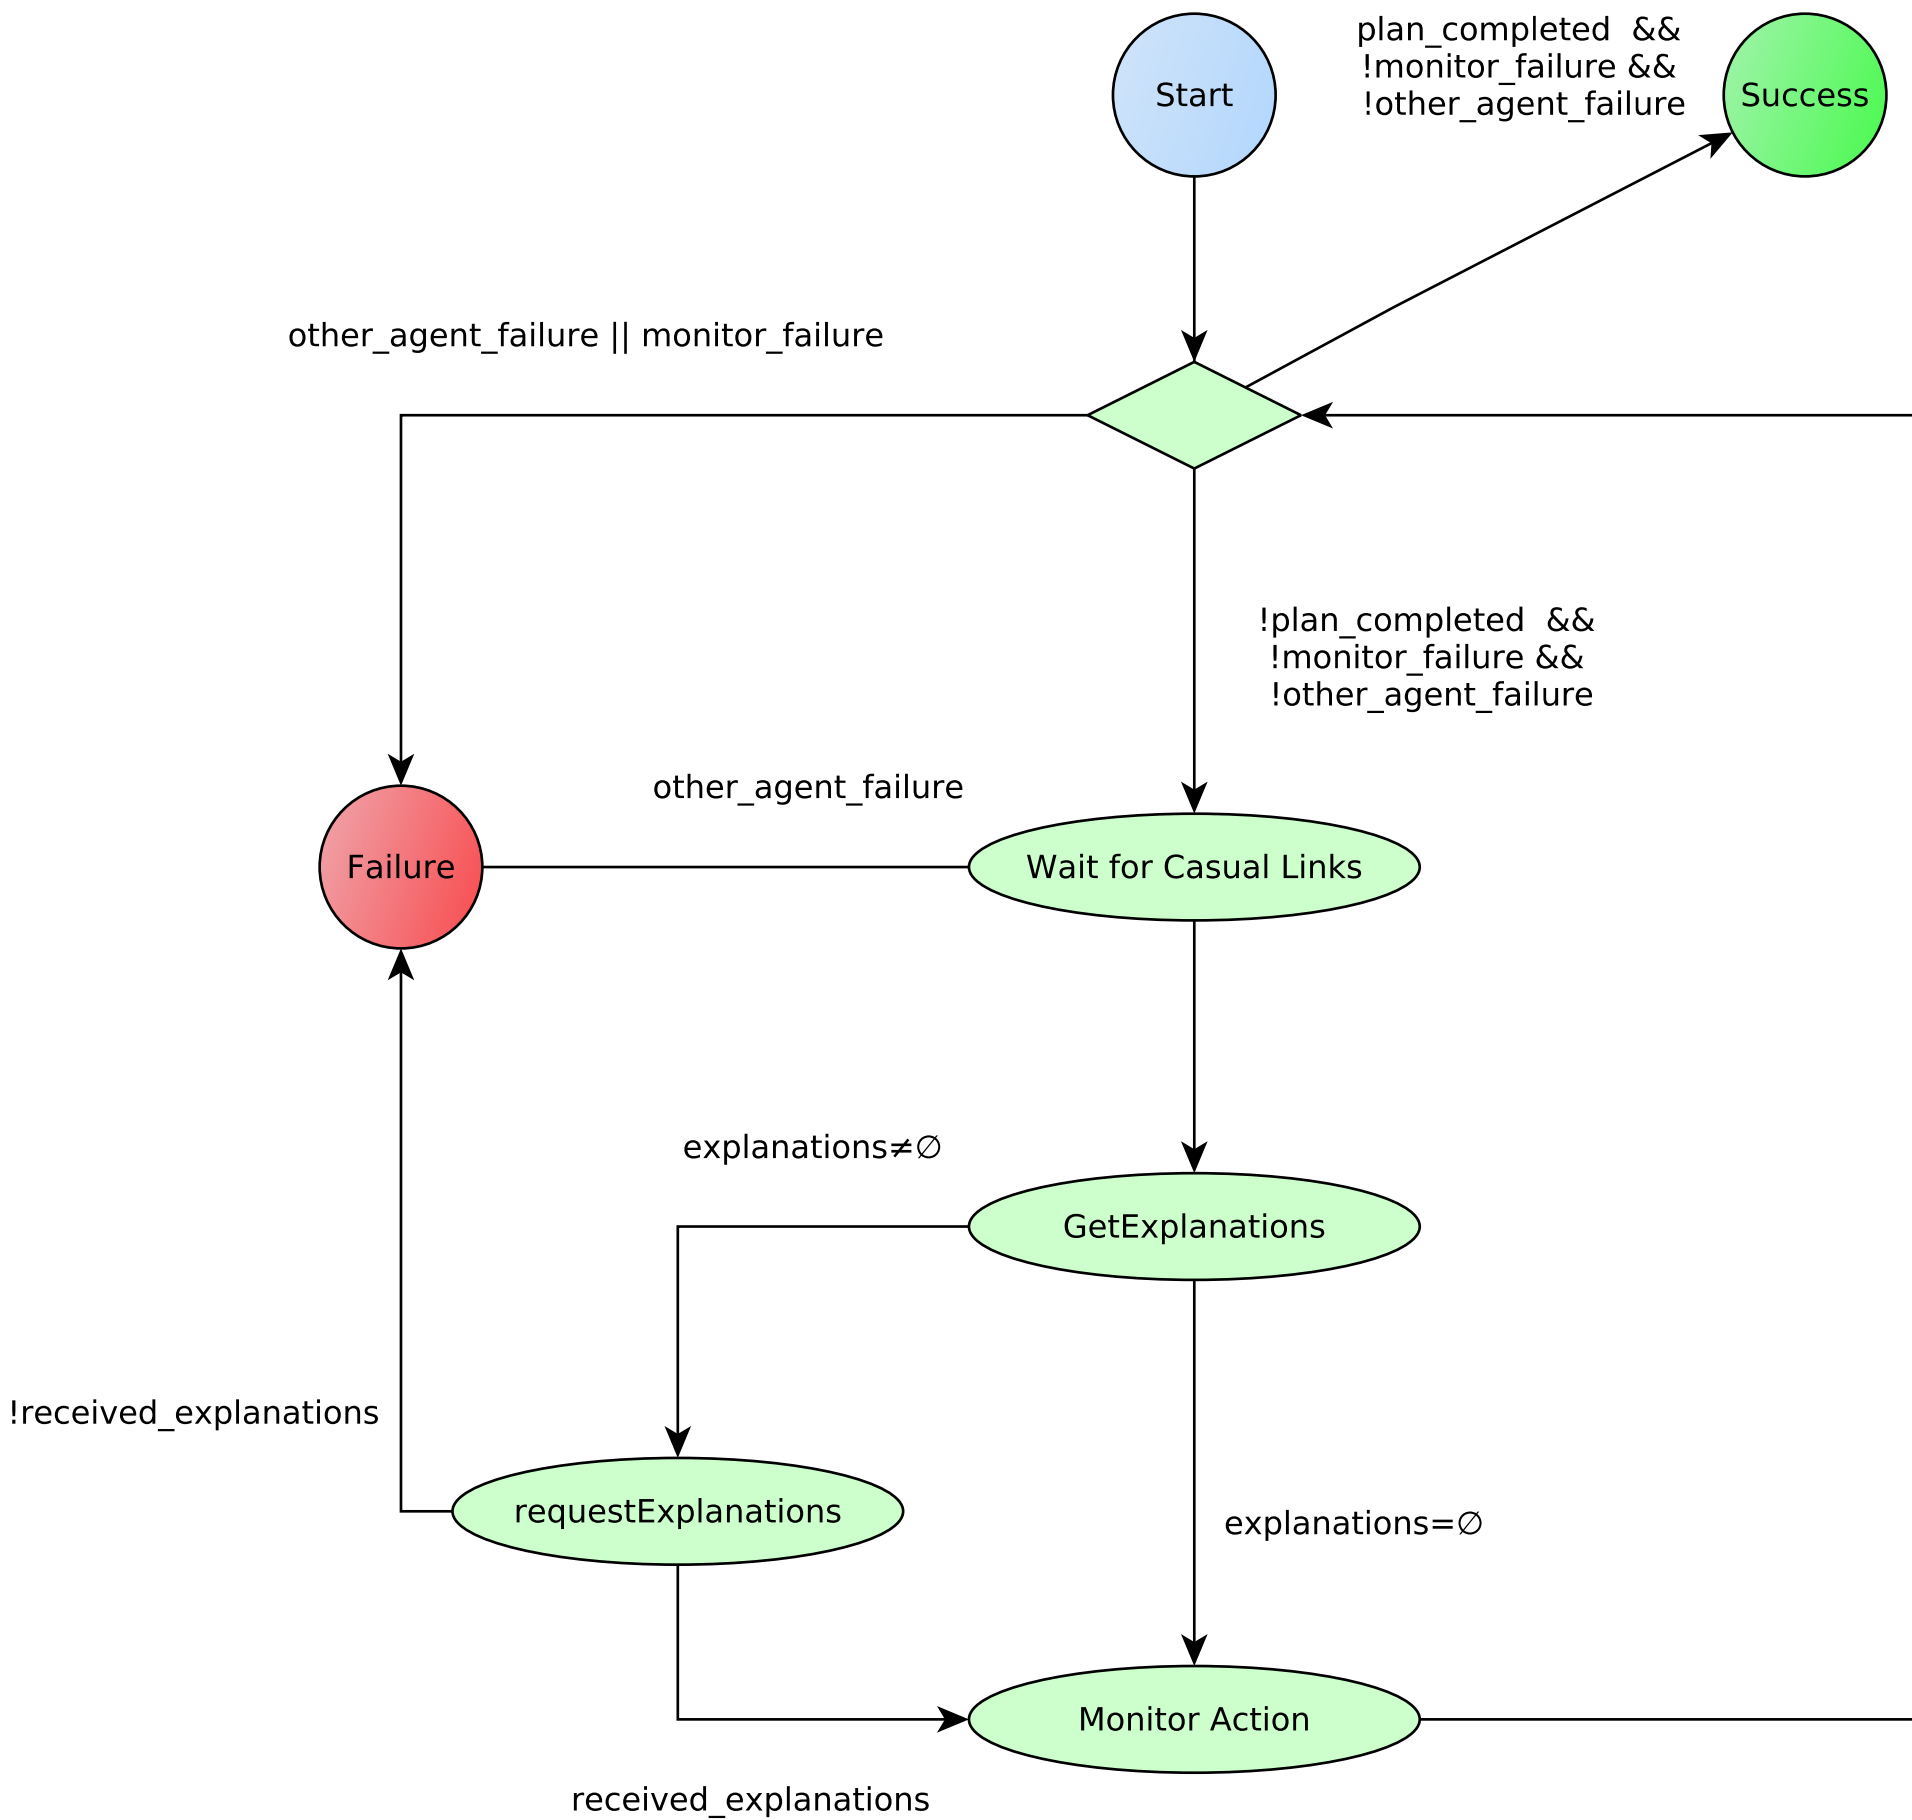 Start
plan_completed  &&
!monitor_failure &&
!other_agent_failure
Success
other_agent_failure || monitor_failure
!plan_completed  &&
!monitor_failure &&
!other_agent_failure
other_agent_failure
Failure
Wait for Casual Links
explanations≠∅
GetExplanations
!received_explanations
requestExplanations
explanations=∅
Monitor Action
received_explanations